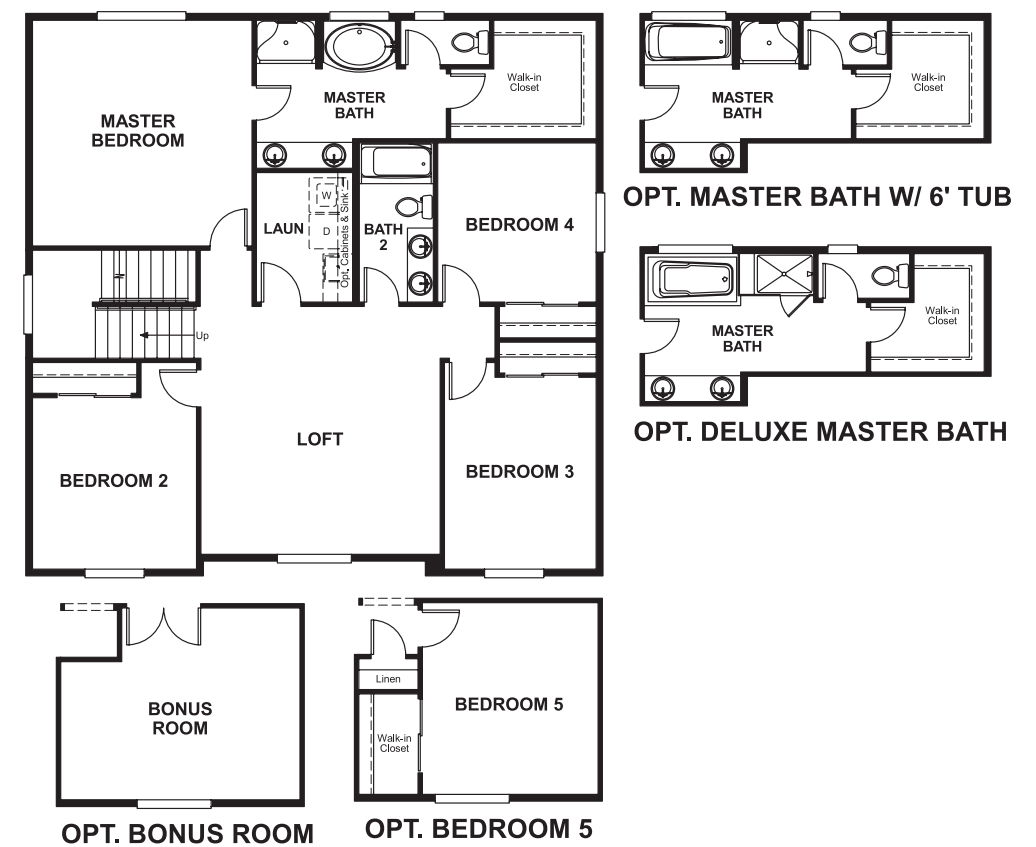 MASTER
BEDROOM
MASTER
BATH
Walk-in
Closet
LAUN
W
D
Opt. Cabinets & Sink
BATH
2
BEDROOM 4
Up
LOFT
BEDROOM 2
BEDROOM 3
MASTER
BATH
Walk-in
Closet
OPT. MASTER BATH W/ 6' TUB
MASTER
BATH
Walk-in
Closet
OPT. DELUXE MASTER BATH
BONUS
ROOM
OPT. BONUS ROOM
Linen
Walk-in
Closet
BEDROOM 5
OPT. BEDROOM 5